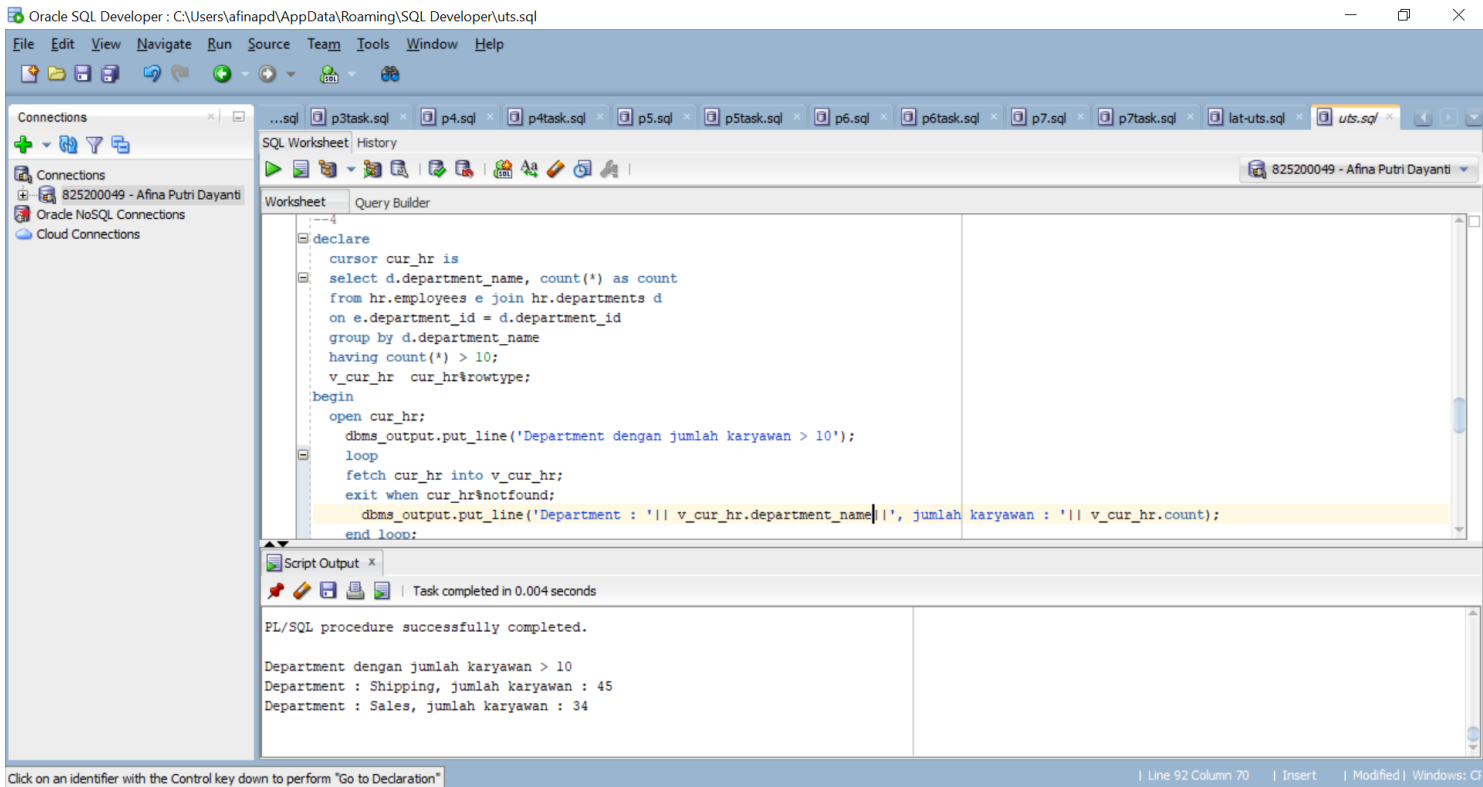 Oracle SQL Developer : C:\Users\afinapd\AppData\Roaming\SQL Developer\uts.sql
File Edit View Navigate Run Source Team Tools Window Help
Connections
...sql p3task.sql p4.sql p4task.sql p5.sql p5task.sql p6.sql p6task.sql p7.sql p7task.sql lat-uts.sql uts.sql
SQL Worksheet History
825200049 - Afina Putri Dayanti
Connections
825200049 - Afina Putri Dayanti
Oracle NoSQL Connections
Cloud Connections
Worksheet Query Builder
--4
declare
cursor cur_hr is
select d.department_name, count(*) as count
from hr.employees e join hr.departments d
on e.department_id = d.department_id
group by d.department_name
having count(*) > 10;
v_cur_hr cur_hr%rowtype;
begin
open cur_hr;
dbms_output.put_line('Department dengan jumlah karyawan > 10');
loop
fetch cur_hr into v_cur_hr;
exit when cur_hr%notfound;
dbms_output.put_line('Department : '|| v_cur_hr.department_name||', jumlah karyawan : '|| v_cur_hr.count);
end loop;
Script Output x
Task completed in 0.004 seconds
PL/SQL procedure successfully completed.
Department dengan jumlah karyawan > 10
Department : Shipping, jumlah karyawan : 45
Department : Sales, jumlah karyawan : 34
Click on an identifier with the Control key down to perform "Go to Declaration"
| Line 92 Column 70 | Insert | Modified | Windows: